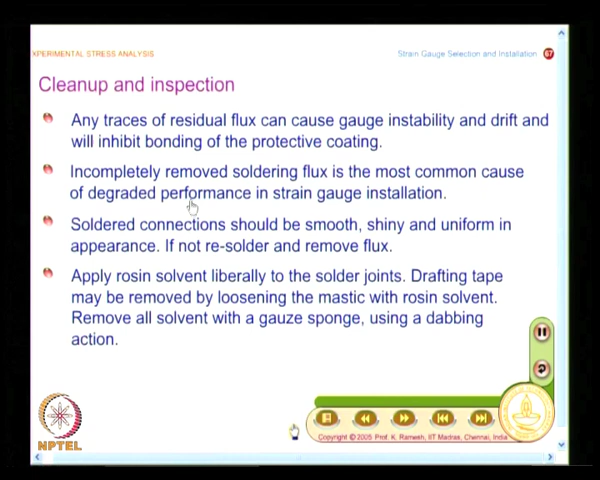 XPERIMENTAL STRESS ANALYSIS
Strain Gauge Selection and Installation 67
Cleanup and inspection
Any traces of residual flux can cause gauge instability and drift and
will inhibit bonding of the protective coating.
Incompletely removed soldering flux is the most common cause
of degraded performance in strain gauge installation.
Soldered connections should be smooth, shiny and uniform in
appearance. If not re-solder and remove flux.
Apply rosin solvent liberally to the solder joints. Drafting tape
may be removed by loosening the mastic with rosin solvent.
Remove all solvent with a gauze sponge, using a dabbing
action.
NPTEL
Copyright © 2005 Prof. K. Ramesh, IIT Madras, Chennai, India